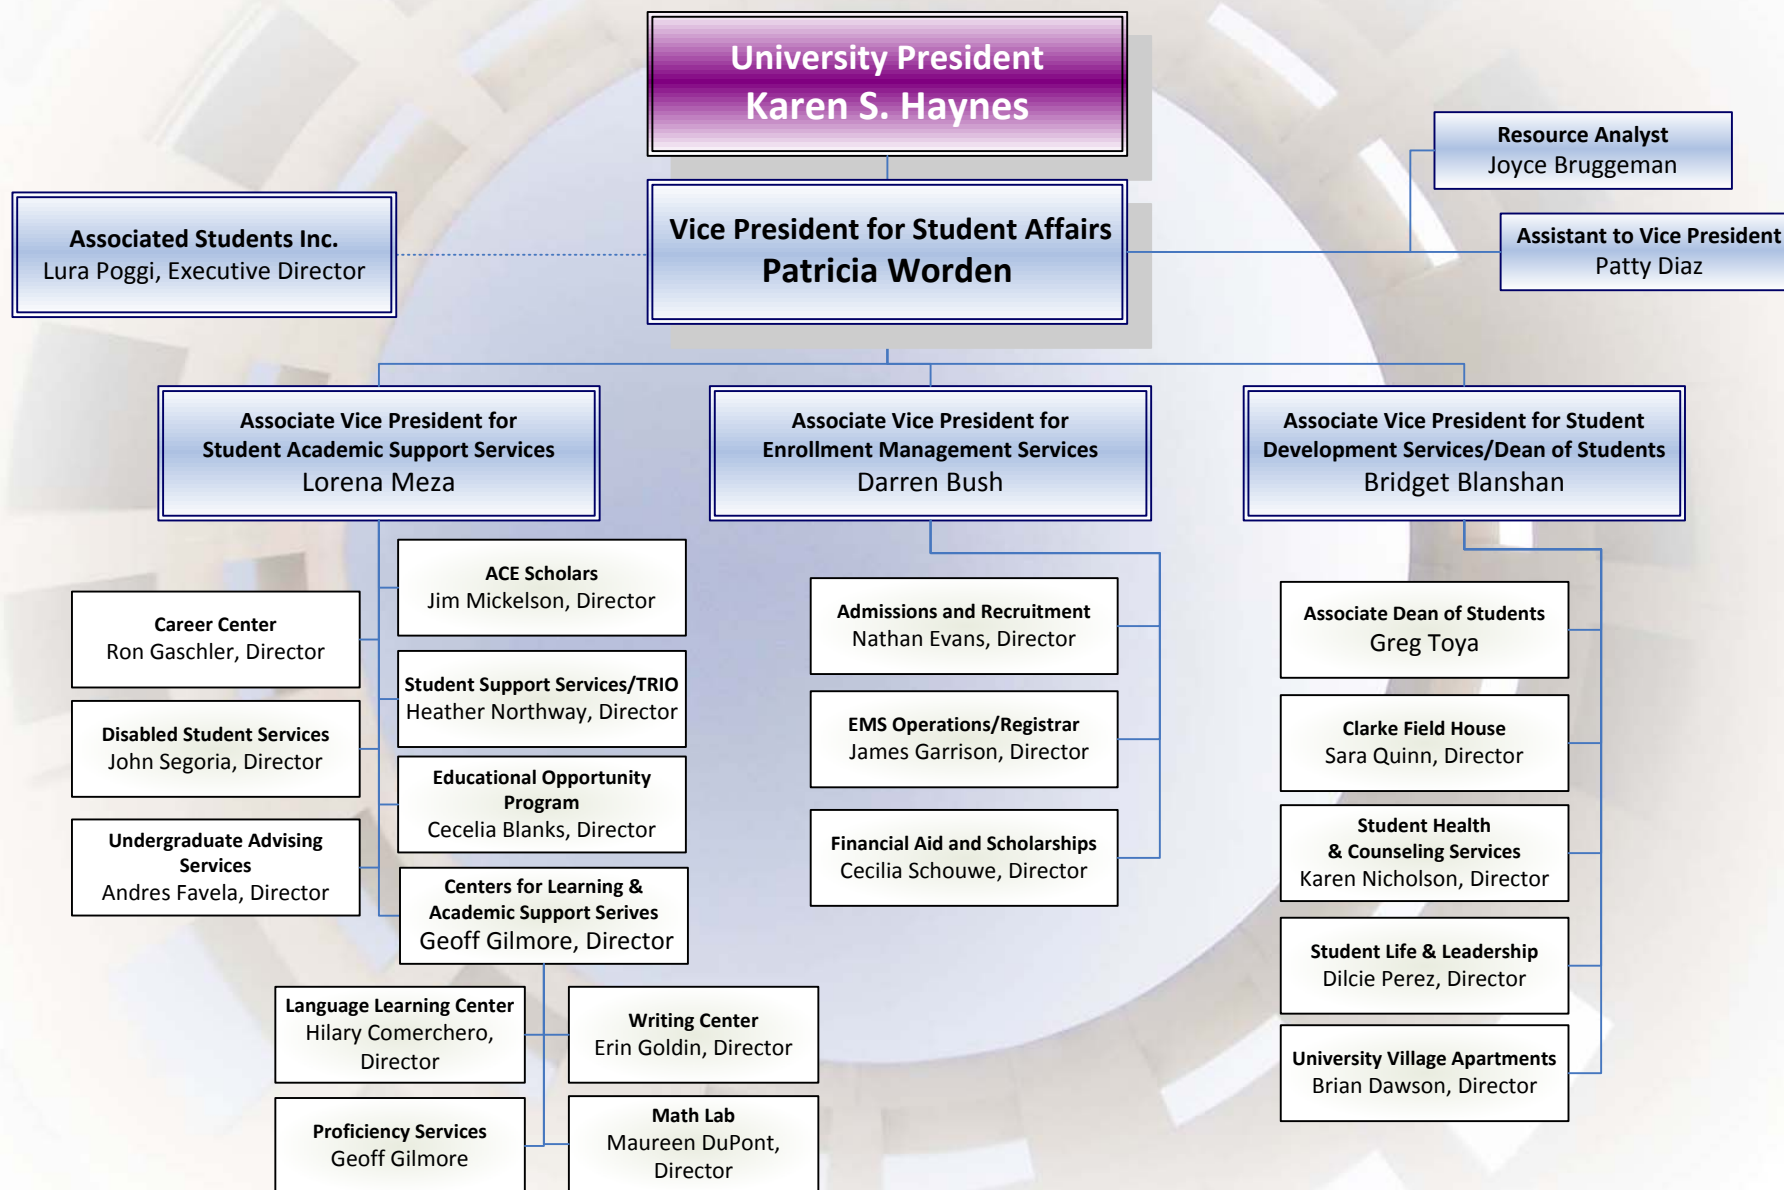 University President
Karen S. Haynes
Resource Analyst
Joyce Bruggeman
Associated Students Inc.
Lura Poggi, Executive Director
Vice President for Student Affairs
Patricia Worden
Assistant to Vice President
Patty Diaz
Associate Vice President for
Student Academic Support Services
Lorena Meza
Associate Vice President for
Enrollment Management Services
Darren Bush
Associate Vice President for Student
Development Services/Dean of Students
Bridget Blanshan
ACE Scholars
Jim Mickelson, Director
Career Center
Ron Gaschler, Director
Student Support Services/TRIO
Heather Northway, Director
Disabled Student Services
John Segoria, Director
Educational Opportunity
Program
Cecelia Blanks, Director
Undergraduate Advising
Services
Andres Favela, Director
Centers for Learning &
Academic Support Serives
Geoff Gilmore, Director
Language Learning Center
Hilary Comerchero,
Director
Writing Center
Erin Goldin, Director
Proficiency Services
Geoff Gilmore
Math Lab
Maureen DuPont,
Director
Admissions and Recruitment
Nathan Evans, Director
EMS Operations/Registrar
James Garrison, Director
Financial Aid and Scholarships
Cecilia Schouwe, Director
Associate Dean of Students
Greg Toya
Clarke Field House
Sara Quinn, Director
Student Health
& Counseling Services
Karen Nicholson, Director
Student Life & Leadership
Dilcie Perez, Director
University Village Apartments
Brian Dawson, Director